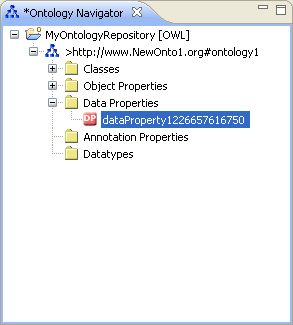 *Ontology Navigator
MyOntologyRepository [OWL]
>http://www.NewOnto1.org#ontology1
Classes
Object Properties
Data Properties
DP dataProperty1226657616750
Annotation Properties
Datatypes